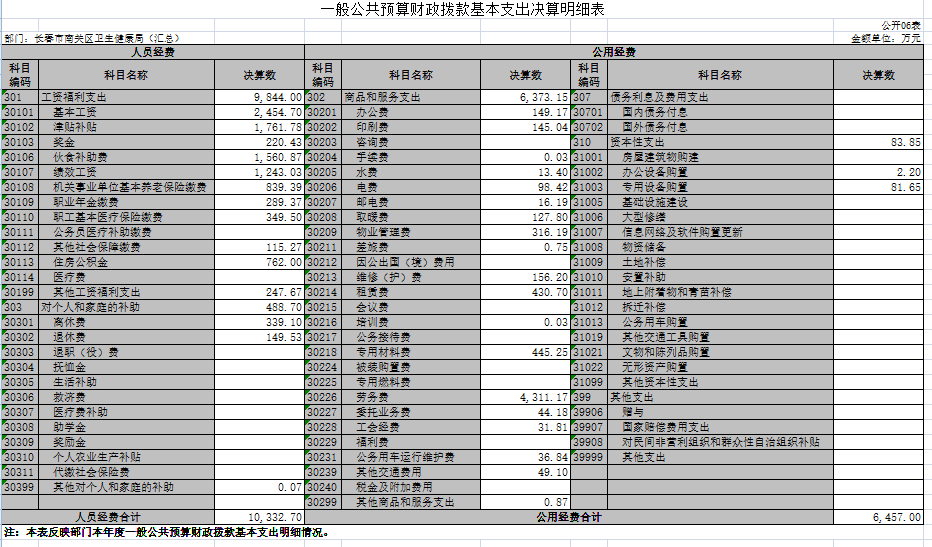 一般公共预算财政拨款基本支出决算明细表
公开06表
部门：长春市南关区卫生健康局（汇总） 金额单位：万元
人员经费 公用经费
科目编码 科目名称 决算数 科目编码 科目名称 决算数 科目编码 科目名称 决算数
301 工资福利支出 9,844.00 302 商品和服务支出 6,373.15 307 债务利息及费用支出
30101 基本工资 2,454.70 30201 办公费 149.17 30701 国内债务付息
30102 津贴补贴 1,761.78 30202 印刷费 145.04 30702 国外债务付息
30103 奖金 220.43 30203 咨询费 310 资本性支出 83.85
30106 伙食补助费 1,560.87 30204 手续费 0.03 31001 房屋建筑物购建
30107 绩效工资 1,243.03 30205 水费 13.40 31002 办公设备购置 2.20
30108 机关事业单位基本养老保险缴费 839.39 30206 电费 98.42 31003 专用设备购置 81.65
30109 职业年金缴费 289.37 30207 邮电费 16.19 31005 基础设施建设
30110 职工基本医疗保险缴费 349.50 30208 取暖费 127.80 31006 大型修缮
30111 公务员医疗补助缴费 30209 物业管理费 316.19 31007 信息网络及软件购置更新
30112 其他社会保障缴费 115.27 30211 差旅费 0.75 31008 物资储备
30113 住房公积金 762.00 30212 因公出国（境）费用 31009 土地补偿
30114 医疗费 30213 维修（护）费 156.20 31010 安置补助
30199 其他工资福利支出 247.67 30214 租赁费 430.70 31011 地上附着物和青苗补偿
303 对个人和家庭的补助 488.70 30215 会议费 31012 拆迁补偿
30301 离休费 339.10 30216 培训费 0.03 31013 公务用车购置
30302 退休费 149.53 30217 公务接待费 31019 其他交通工具购置
30303 退职（役）费 30218 专用材料费 445.25 31021 文物和陈列品购置
30304 抚恤金 30224 被装购置费 31022 无形资产购置
30305 生活补助 30225 专用燃料费 31099 其他资本性支出
30306 救济费 30226 劳务费 4,311.17 399 其他支出
30307 医疗费补助 30227 委托业务费 44.18 39906 赠与
30308 助学金 30228 工会经费 31.81 39907 国家赔偿费用支出
30309 奖励金 30229 福利费 39908 对民间非营利组织和群众性自治组织补贴
30310 个人农业生产补贴 30231 公务用车运行维护费 36.84 39999 其他支出
30311 代缴社会保险费 30239 其他交通费用 49.10
30399 其他对个人和家庭的补助 0.07 30240 税金及附加费用
30299 其他商品和服务支出 0.87
人员经费合计 10,332.70 公用经费合计 6,457.00
注：本表反映部门本年度一般公共预算财政拨款基本支出明细情况。